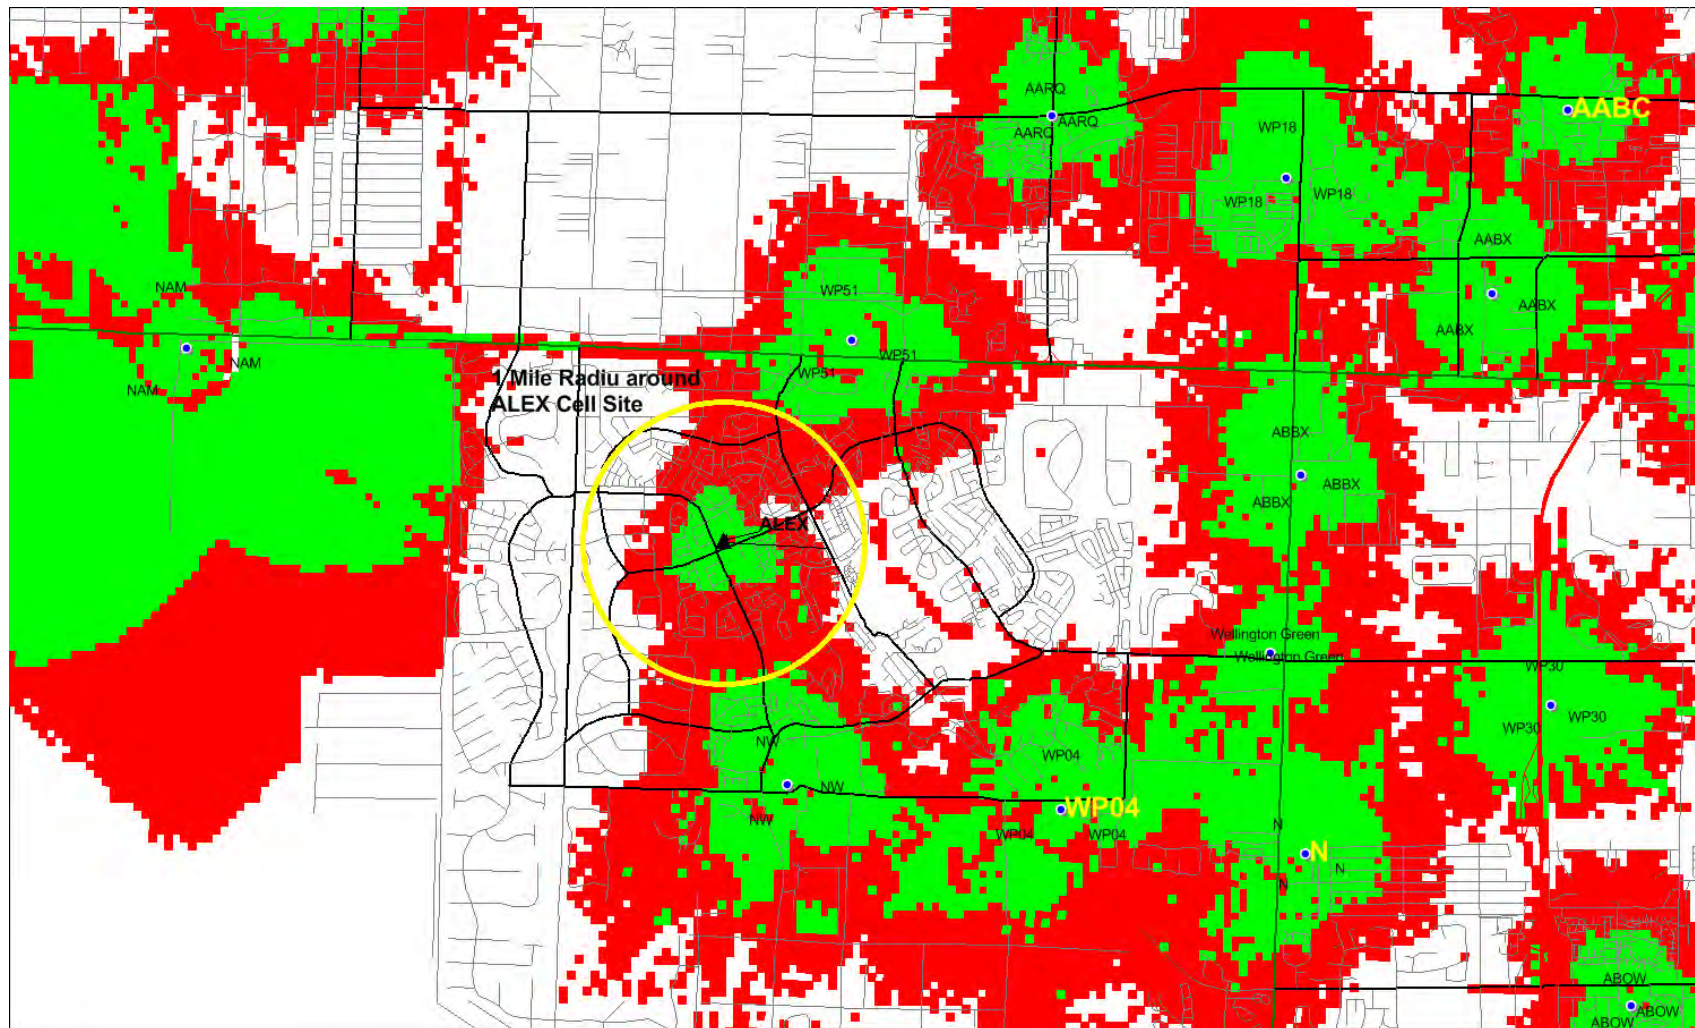 AARQ
AABC
AARQ
AARQ
WP18
WP18
WP18
AABX
AABX
AABX
NAM
NAM
NAM
WP51
WP51
WP51
1 Mile Radiu around
ALEX Cell Site
ABBX
ABBX
ABBX
ALEX
Wellington Green
Wellington Green
WP30
WP30
WP30
NW
NW
NW
WP04
WP04
WP04
WP04
N
N
N
N
ABOW
ABOW
ABOW